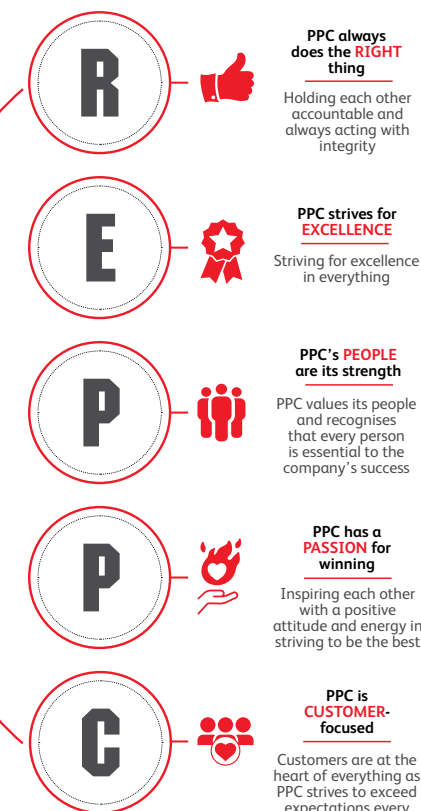 R
PPC always
does the RIGHT
thing
Holding each other
accountable and
always acting with
integrity
E
PPC strives for
EXCELLENCE
Striving for excellence
in everything
P
PPC’s PEOPLE
are its strength
PPC values its people
and recognises
that every person
is essential to the
company’s success
P
PPC has a
PASSION for
winning
Inspiring each other
with a positive
attitude and energy in
striving to be the best
C
PPC is
CUSTOMER-
focused
Customers are at the
heart of everything as
PPC strives to exceed
expectations every